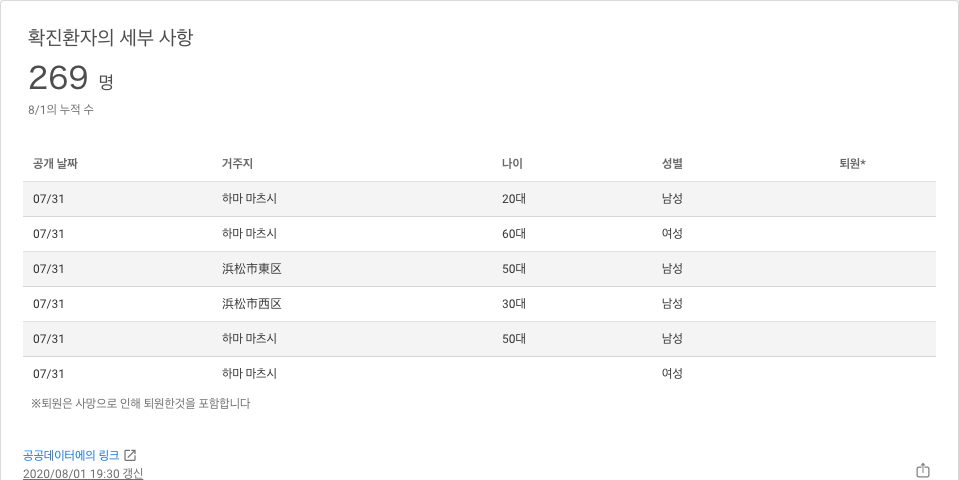 확진환자의 세부 사항
269 명
8/1의 누적 수
공개 날짜 거주지 나이 성별 퇴원*
07/31 하마 마츠시 20대 남성
07/31 하마 마츠시 60대 여성
07/31 浜松市東区 50대 남성
07/31 浜松市西区 30대 남성
07/31 하마 마츠시 50대 남성
07/31 하마 마츠시 여성
※퇴원은 사망으로 인해 퇴원한것을 포함합니다
공공데이터에의 링크
2020/08/01 19:30 갱신